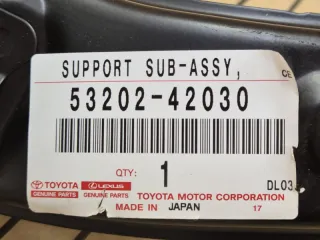 SUPPORT SUB-ASSY,
CE
53202-42030
QTY: 1
DL03
TOYOTA LEXUS TOYOTA MOTOR CORPORATION
GENUINE PARTS GENUINE PARTS
MADE IN JAPAN 17